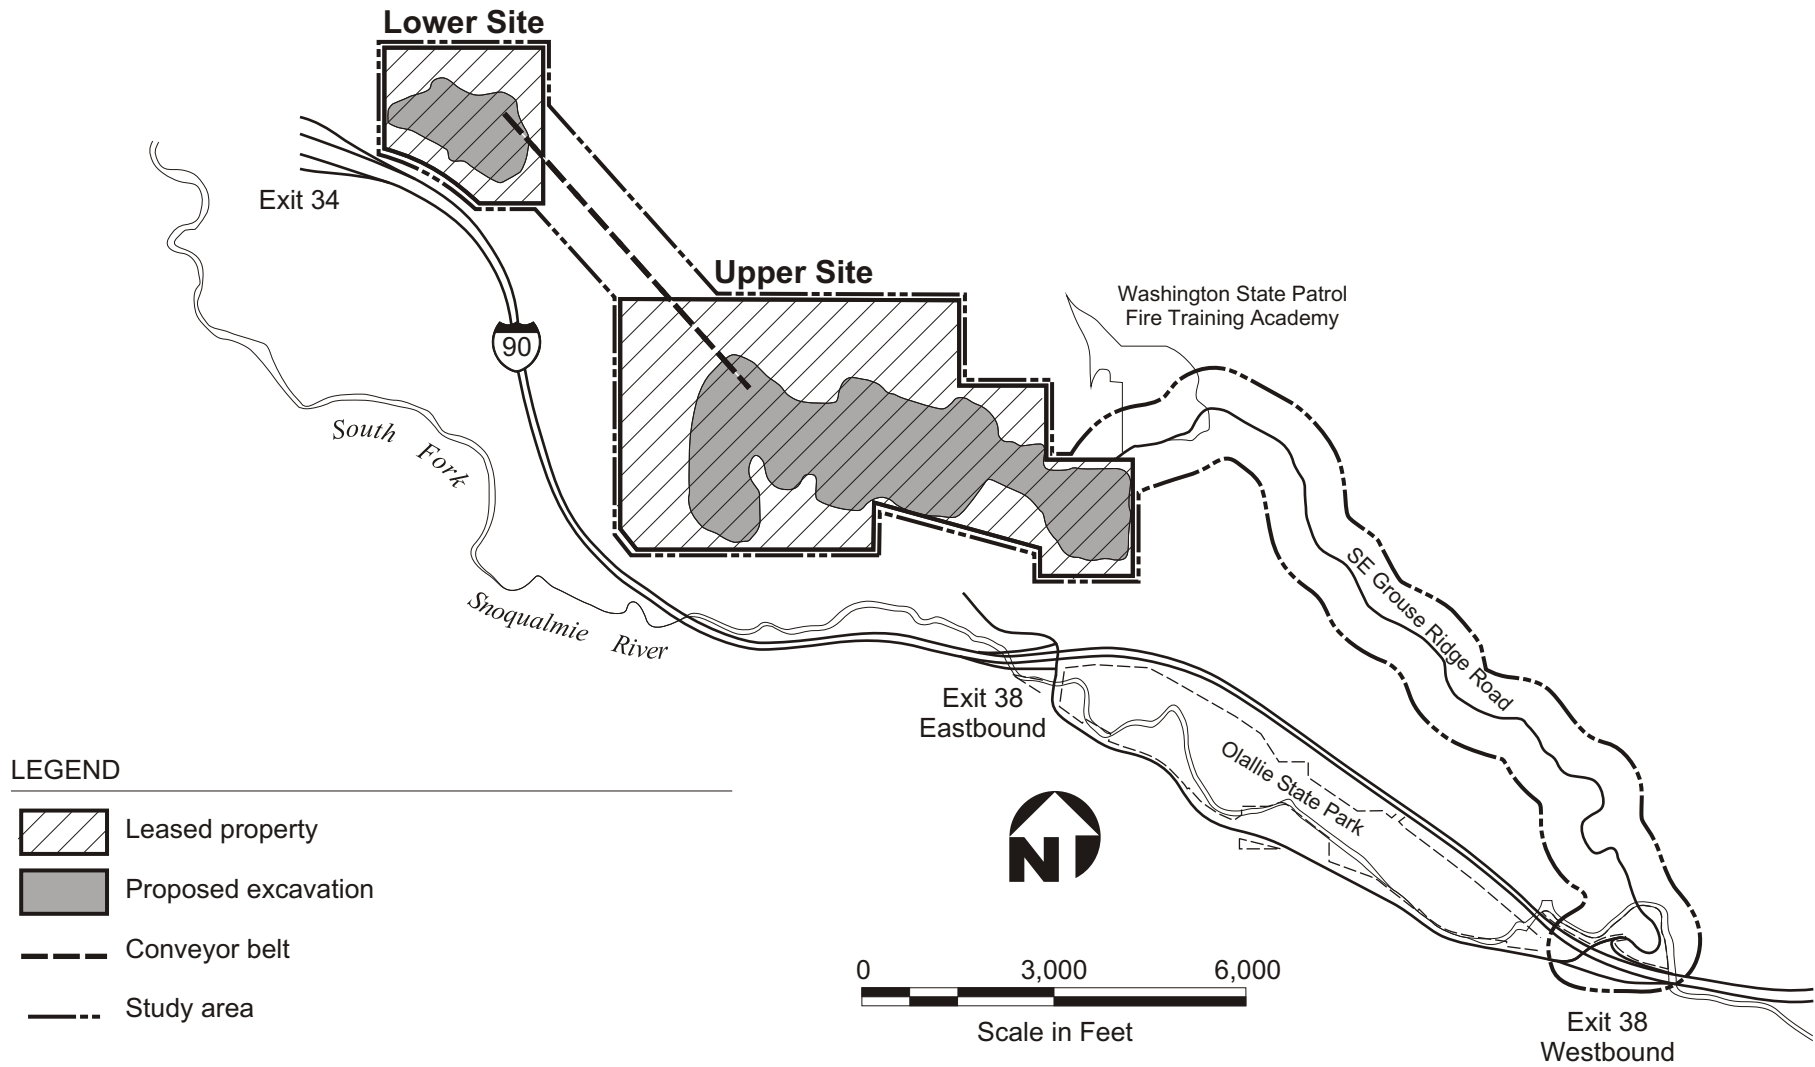 Lower Site
Exit 34
Upper Site
Washington State Patrol
Fire Training Academy
90
South
Fork
Snoqualmie River
SE Grouse Ridge Road
Exit 38
Eastbound
Olallie State Park
LEGEND
Leased property
Proposed excavation
Conveyor belt
Study area
N
0 3,000 6,000
Scale in Feet
Exit 38
Westbound